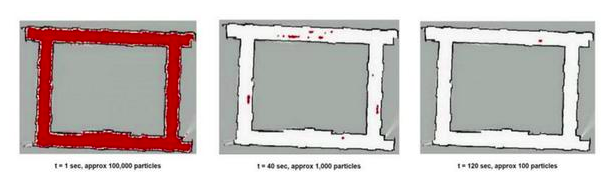 t = 1 sec, approx 100,000 particles
t = 40 sec, approx 1,000 particles
t = 120 sec, approx 100 particles